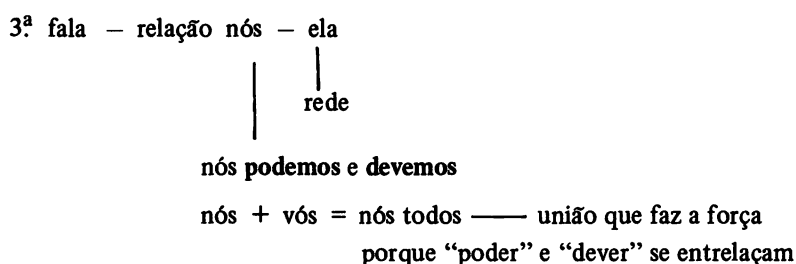 3.ª fala – relação nós – ela
rede
nós podemos e devemos
nós + vós = nós todos —— união que faz a força
porque “poder” e “dever” se entrelaçam